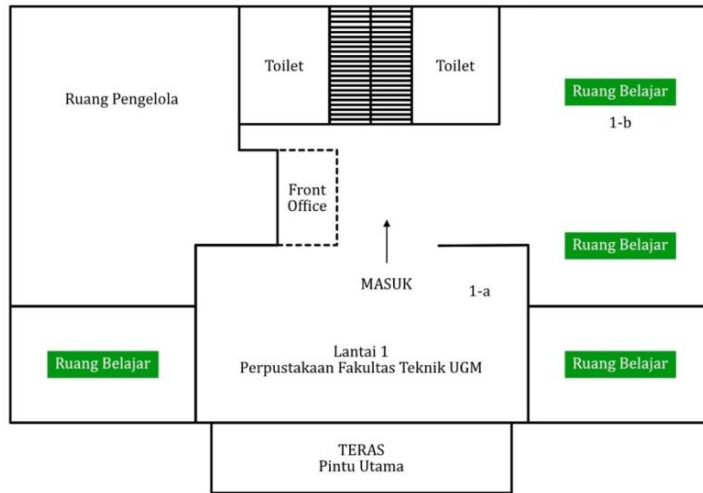 Toilet
Toilet
Ruang Pengelola
Ruang Belajar
1-b
Front
Office
Ruang Belajar
MASUK
1-a
Ruang Belajar
Lantai 1
Perpustakaan Fakultas Teknik UGM
Ruang Belajar
TERAS
Pintu Utama